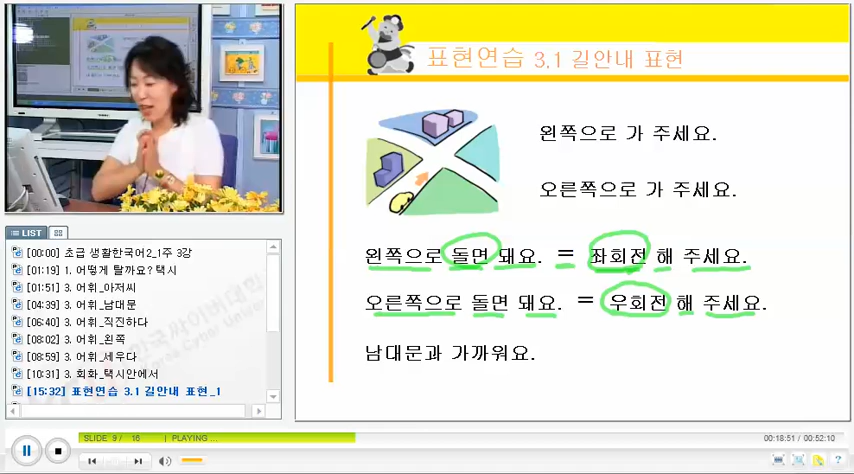 표현연습 3.1 길안내 표현
왼쪽으로 가 주세요.
오른쪽으로 가 주세요.
왼쪽으로 돌면 돼요. = 좌회전 해 주세요.
오른쪽으로 돌면 돼요. = 우회전 해 주세요.
남대문과 가까워요.
LIST
[00:00] 초급 생활한국어2_1주 3강
[01:19] 1. 어떻게 탈까요? 택시
[01:51] 3. 어휘_아저씨
[04:39] 3. 어휘_남대문
[06:40] 3. 어휘_직진하다
[08:02] 3. 어휘_왼쪽
[08:59] 3. 어휘_세우다
[10:31] 3. 회화_택시안에서
[15:32] 표현연습 3.1 길안내 표현_1
SLIDE 9 / 16 | PLAYING ...
00:18:51 / 00:52:10